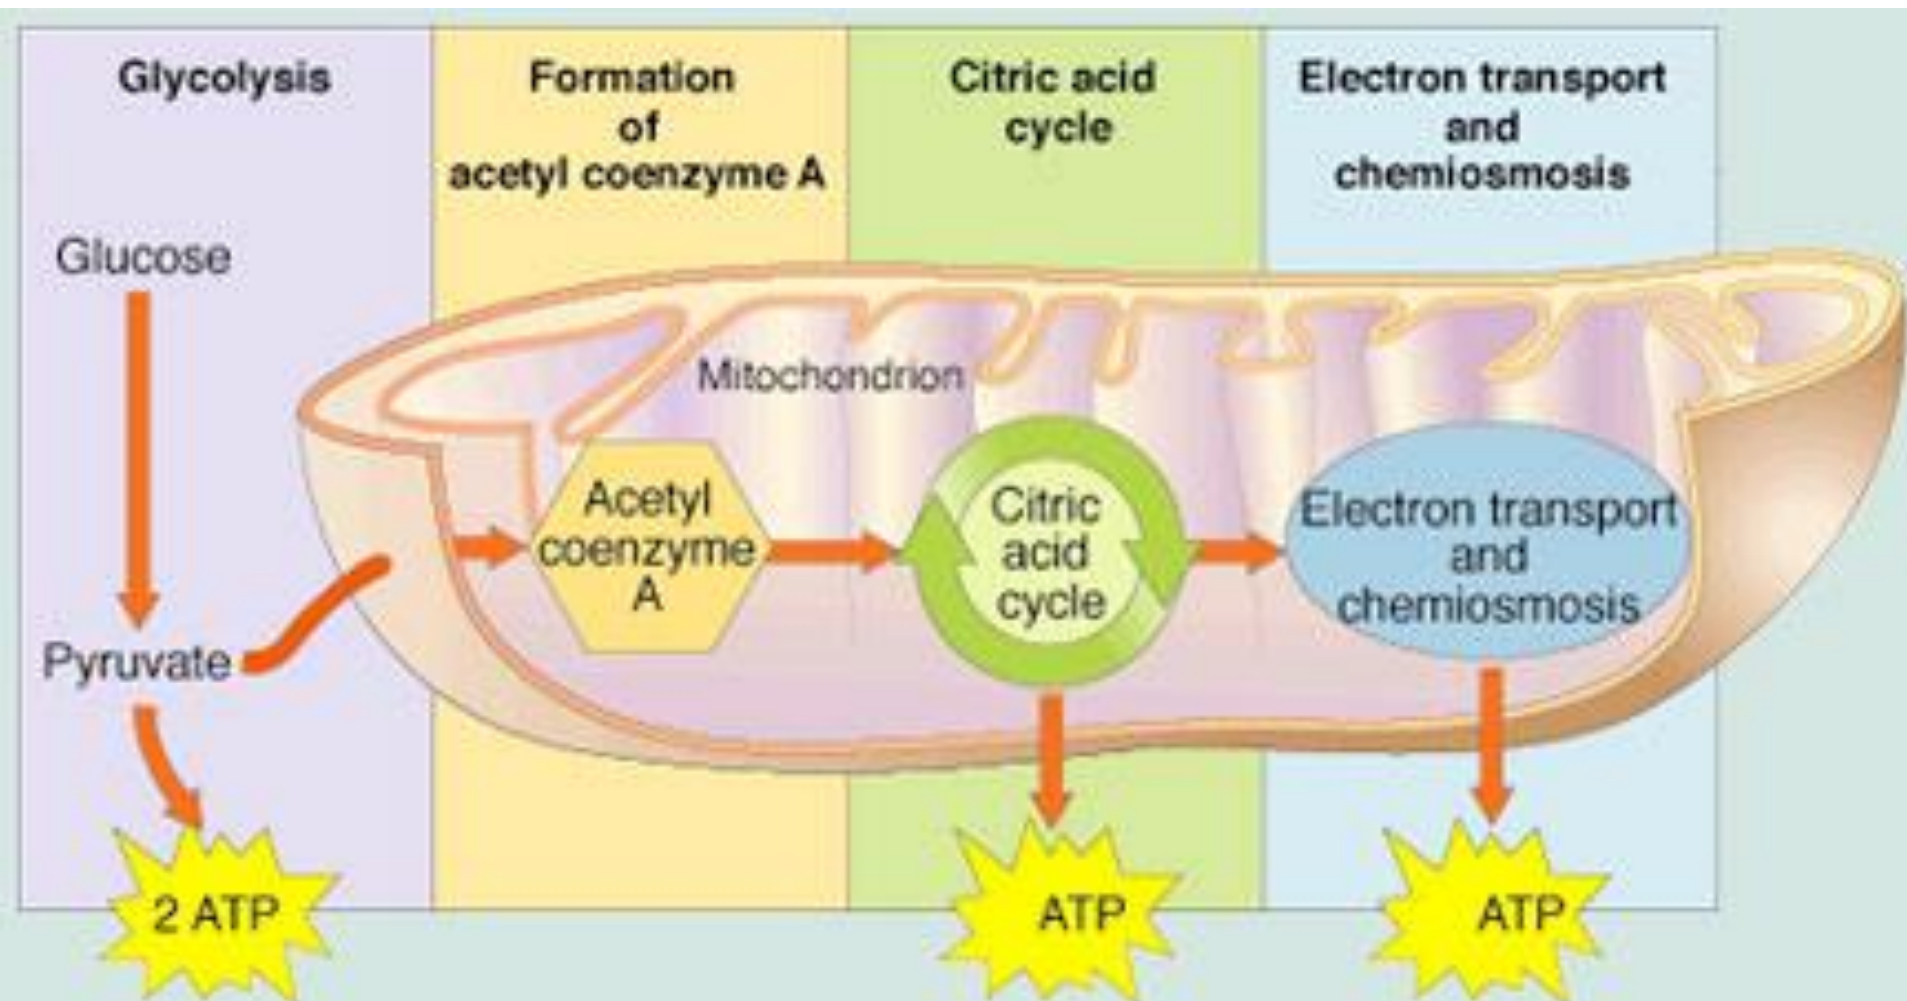 Glycolysis
Formation
of
acetyl coenzyme A
Citric acid
cycle
Electron transport
and
chemiosmosis
Glucose
Pyruvate
Mitochondrion
Acetyl
coenzyme
A
Citric
acid
cycle
Electron transport
and
chemiosmosis
2 ATP
ATP
ATP